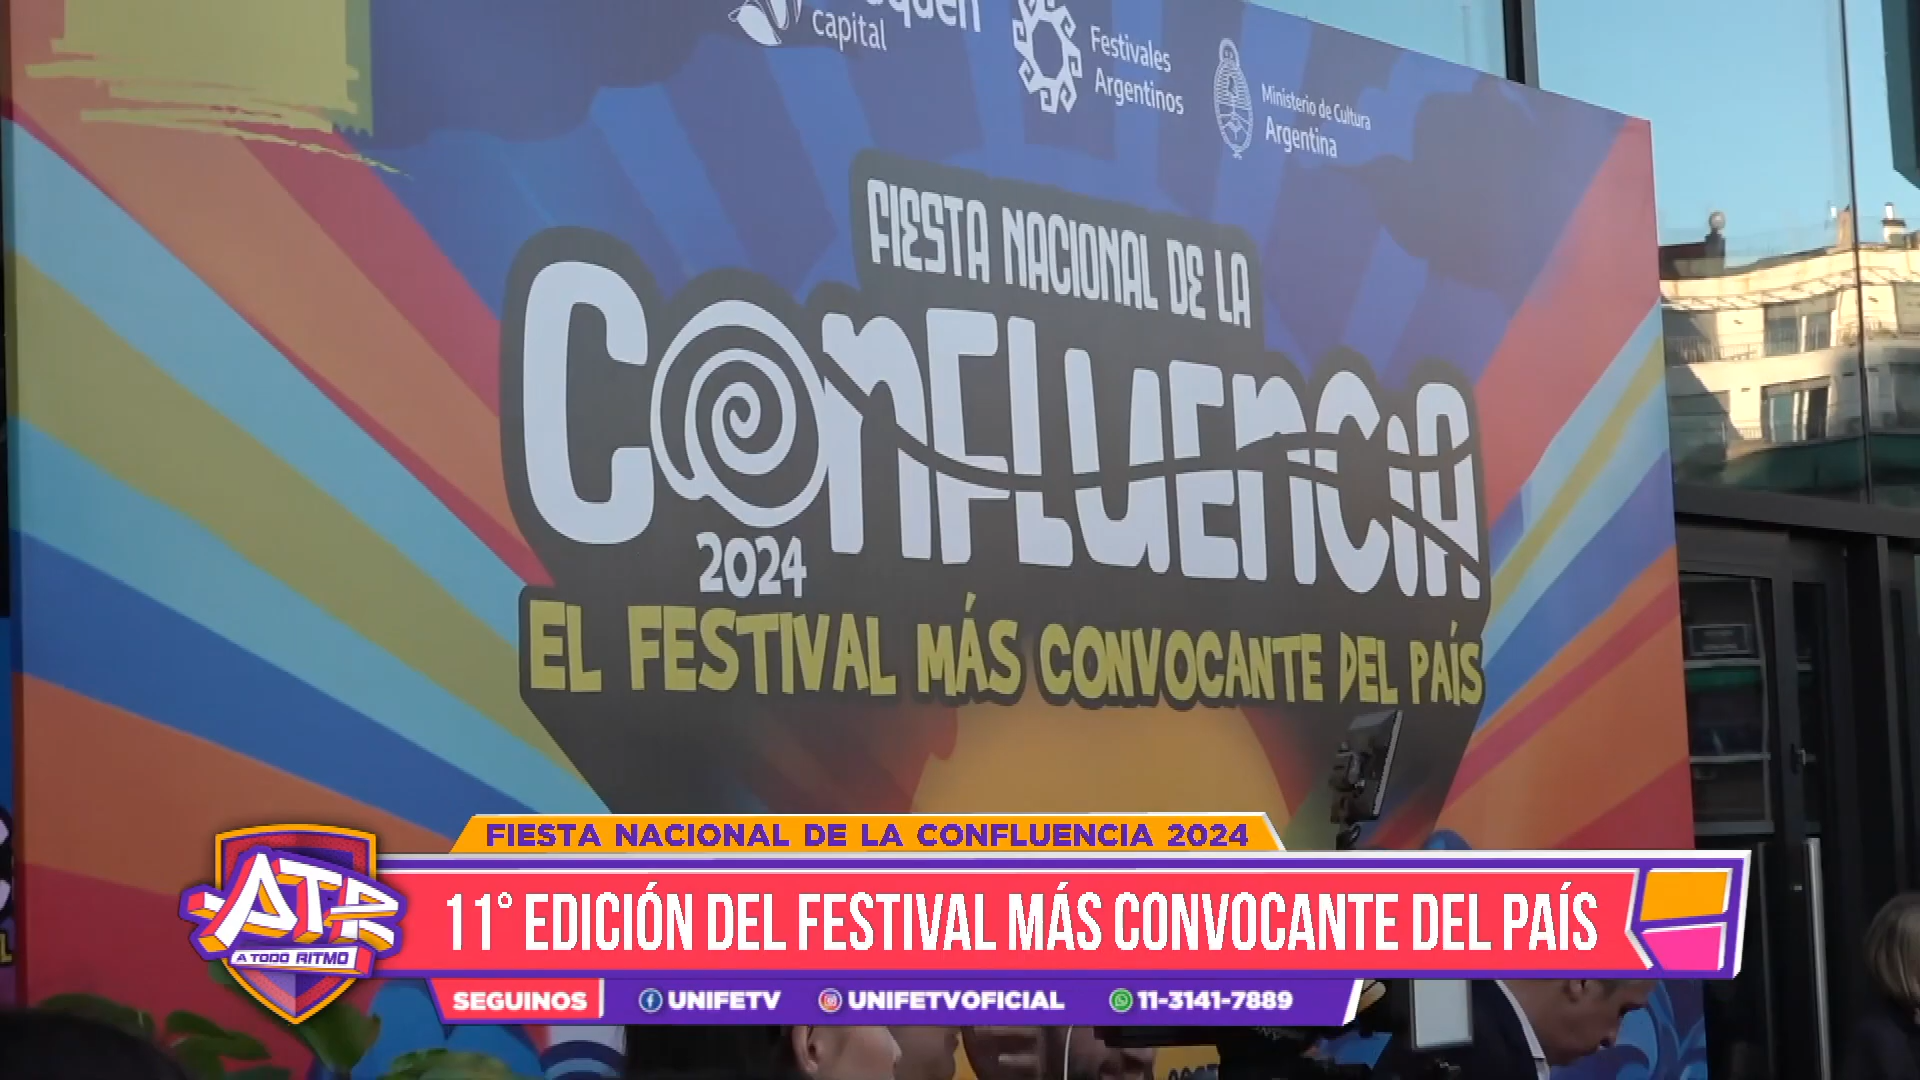 capital
Festivales
Argentinos
Ministerio de Cultura
Argentina
FIESTA NACIONAL DE LA
CONFLUENCIA
2024
EL FESTIVAL MÁS CONVOCANTE DEL PAÍS
FIESTA NACIONAL DE LA CONFLUENCIA 2024
ATR
A TODO RITMO
11° EDICIÓN DEL FESTIVAL MÁS CONVOCANTE DEL PAÍS
SEGUINOS UNIFETV UNIFETVOFICIAL 11-3141-7889